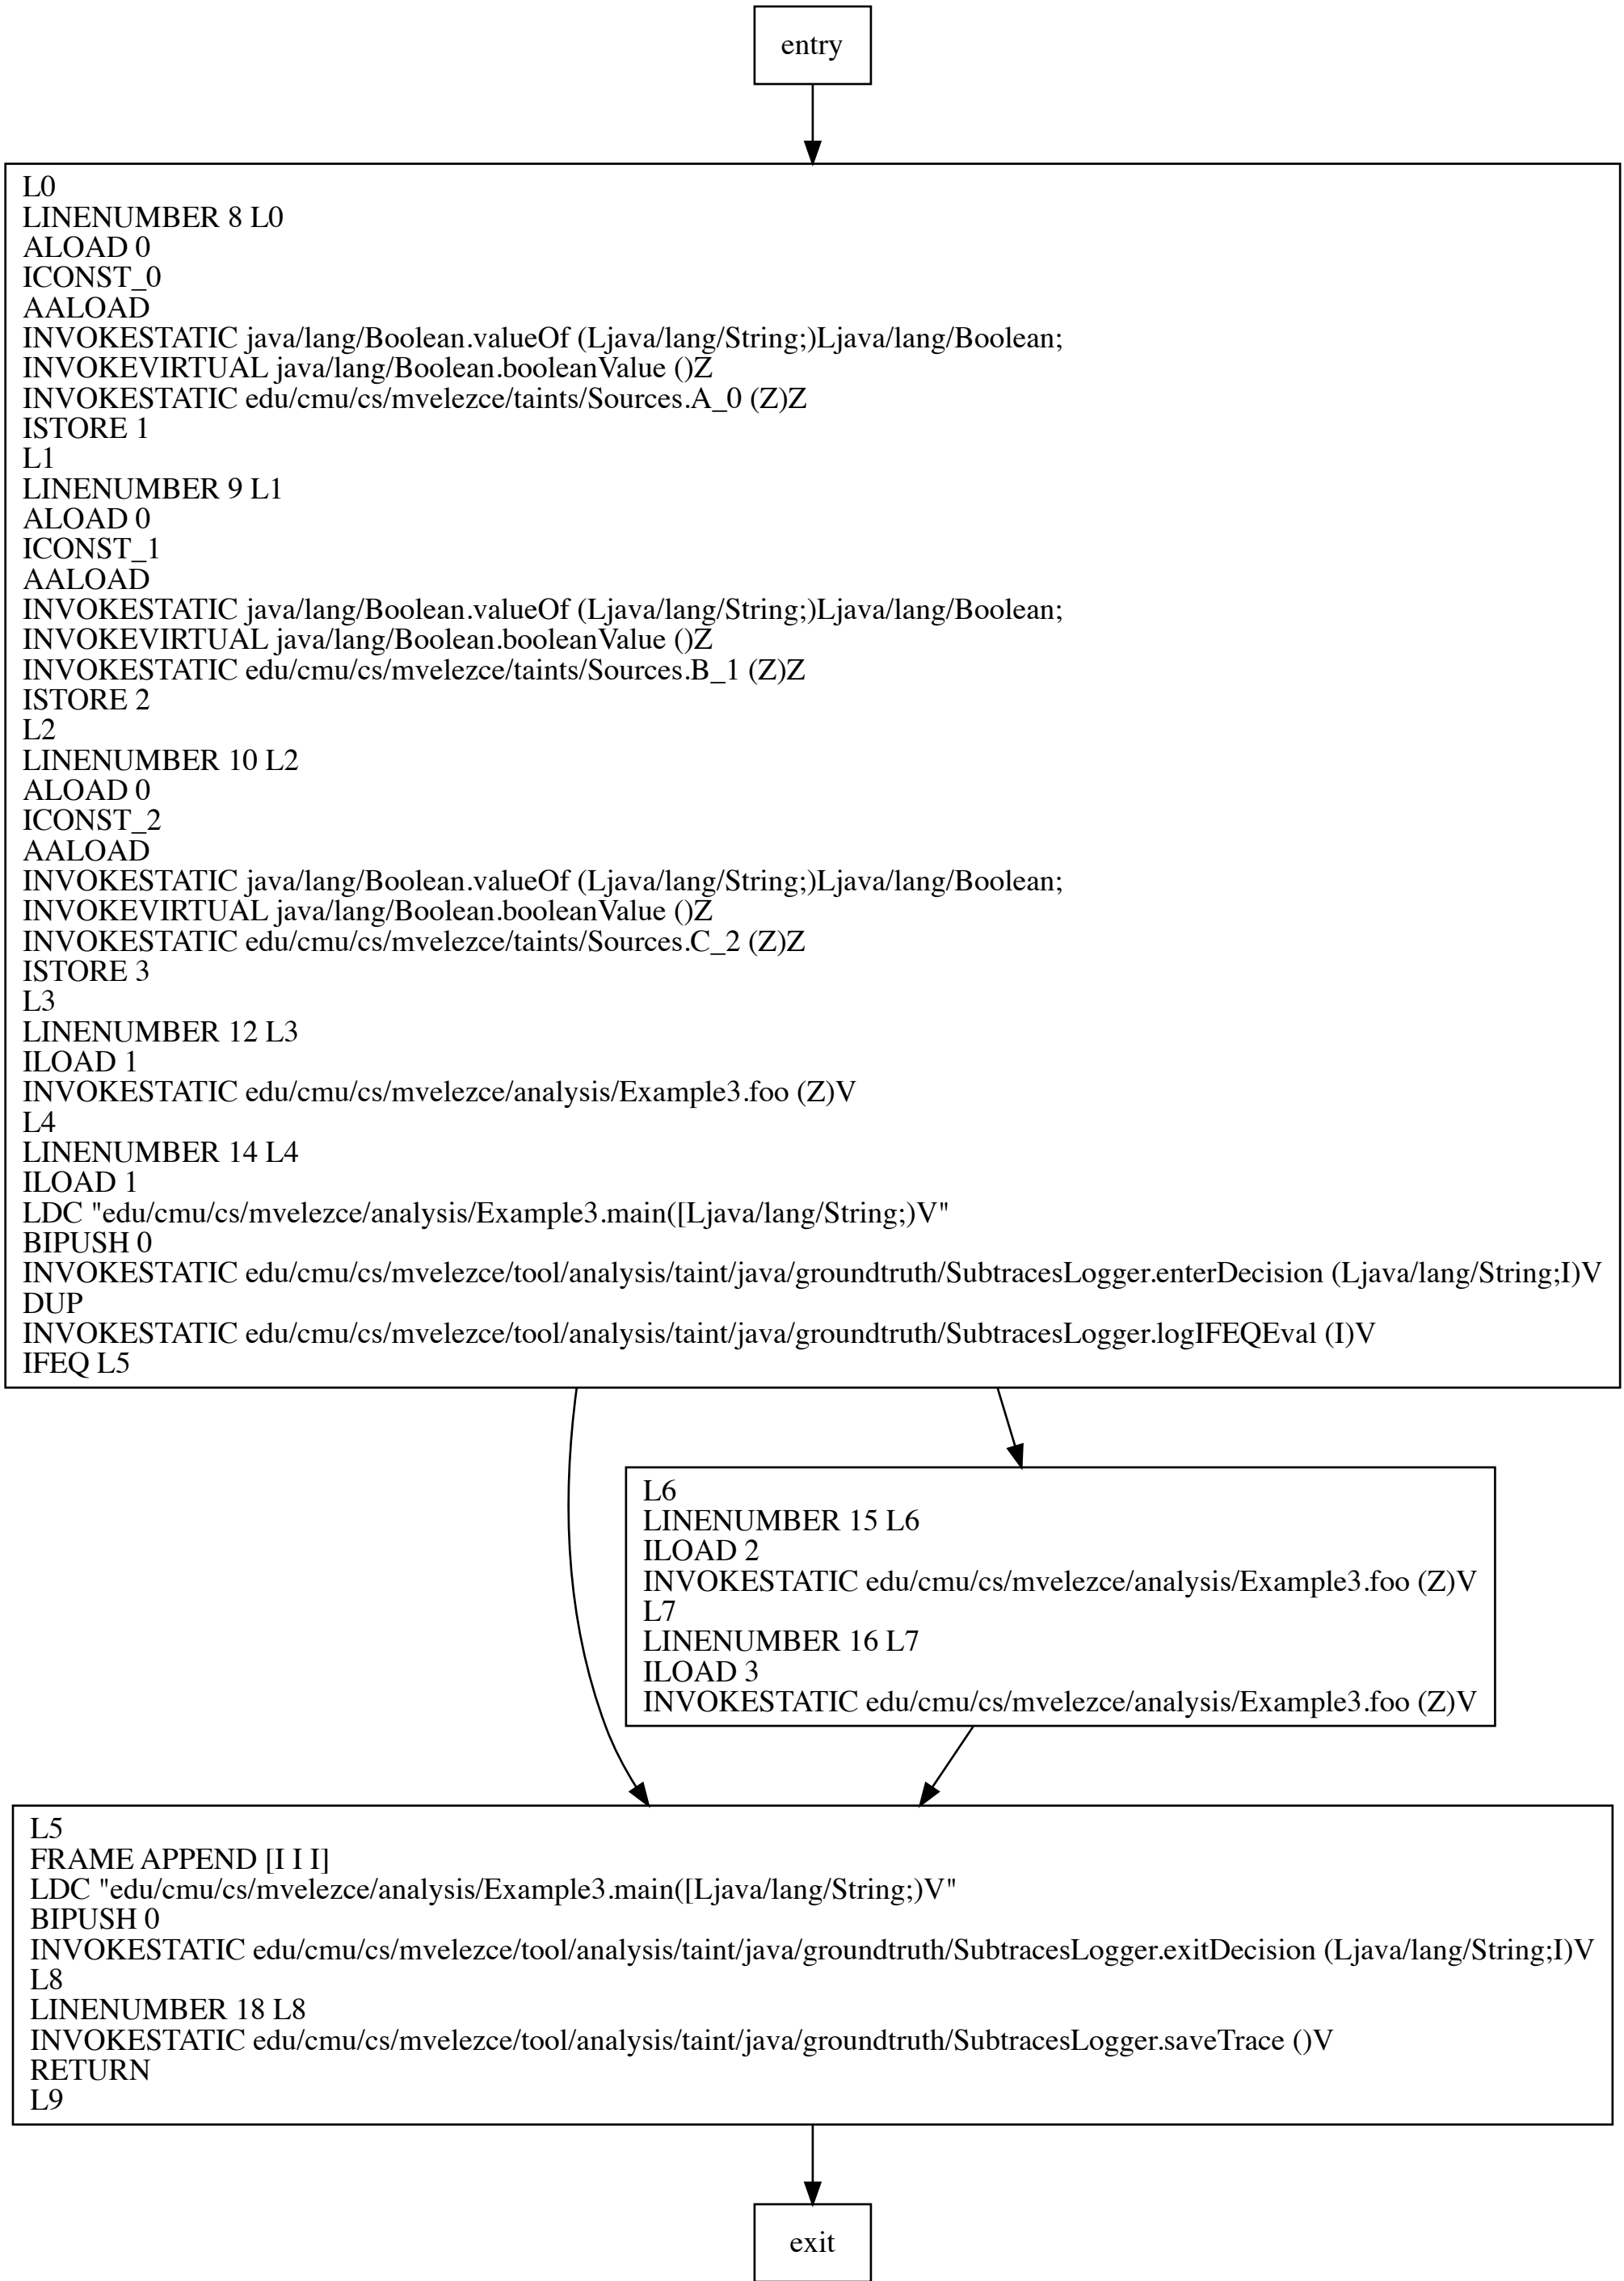 entry
L0
LINENUMBER 8 L0
ALOAD 0
ICONST_0
AALOAD
INVOKESTATIC java/lang/Boolean.valueOf (Ljava/lang/String;)Ljava/lang/Boolean;
INVOKEVIRTUAL java/lang/Boolean.booleanValue ()Z
INVOKESTATIC edu/cmu/cs/mvelezce/taints/Sources.A_0 (Z)Z
ISTORE 1
L1
LINENUMBER 9 L1
ALOAD 0
ICONST_1
AALOAD
INVOKESTATIC java/lang/Boolean.valueOf (Ljava/lang/String;)Ljava/lang/Boolean;
INVOKEVIRTUAL java/lang/Boolean.booleanValue ()Z
INVOKESTATIC edu/cmu/cs/mvelezce/taints/Sources.B_1 (Z)Z
ISTORE 2
L2
LINENUMBER 10 L2
ALOAD 0
ICONST_2
AALOAD
INVOKESTATIC java/lang/Boolean.valueOf (Ljava/lang/String;)Ljava/lang/Boolean;
INVOKEVIRTUAL java/lang/Boolean.booleanValue ()Z
INVOKESTATIC edu/cmu/cs/mvelezce/taints/Sources.C_2 (Z)Z
ISTORE 3
L3
LINENUMBER 12 L3
ILOAD 1
INVOKESTATIC edu/cmu/cs/mvelezce/analysis/Example3.foo (Z)V
L4
LINENUMBER 14 L4
ILOAD 1
LDC "edu/cmu/cs/mvelezce/analysis/Example3.main([Ljava/lang/String;)V"
BIPUSH 0
INVOKESTATIC edu/cmu/cs/mvelezce/tool/analysis/taint/java/groundtruth/SubtracesLogger.enterDecision (Ljava/lang/String;I)V
DUP
INVOKESTATIC edu/cmu/cs/mvelezce/tool/analysis/taint/java/groundtruth/SubtracesLogger.logIFEQEval (I)V
IFEQ L5
L6
LINENUMBER 15 L6
ILOAD 2
INVOKESTATIC edu/cmu/cs/mvelezce/analysis/Example3.foo (Z)V
L7
LINENUMBER 16 L7
ILOAD 3
INVOKESTATIC edu/cmu/cs/mvelezce/analysis/Example3.foo (Z)V
L5
FRAME APPEND [I I I]
LDC "edu/cmu/cs/mvelezce/analysis/Example3.main([Ljava/lang/String;)V"
BIPUSH 0
INVOKESTATIC edu/cmu/cs/mvelezce/tool/analysis/taint/java/groundtruth/SubtracesLogger.exitDecision (Ljava/lang/String;I)V
L8
LINENUMBER 18 L8
INVOKESTATIC edu/cmu/cs/mvelezce/tool/analysis/taint/java/groundtruth/SubtracesLogger.saveTrace ()V
RETURN
L9
exit